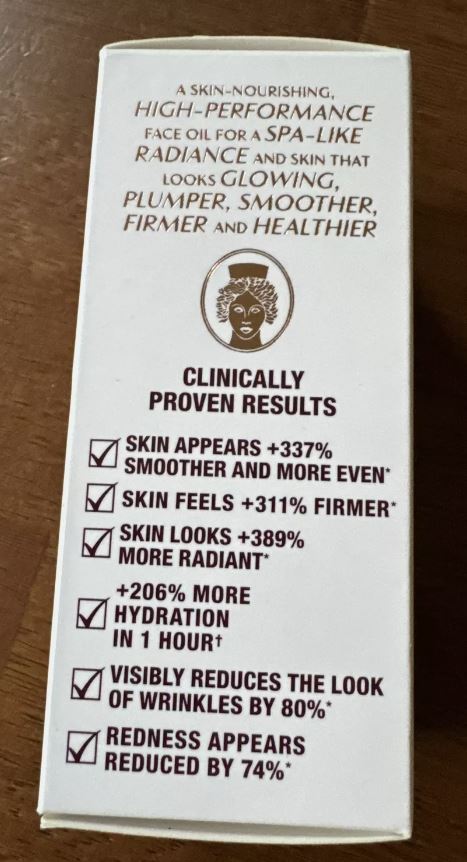 A SKIN-NOURISHING,
HIGH-PERFORMANCE
FACE OIL FOR A SPA-LIKE
RADIANCE AND SKIN THAT
LOOKS GLOWING,
PLUMPER, SMOOTHER,
FIRMER AND HEALTHIER
CLINICALLY
PROVEN RESULTS
SKIN APPEARS +337%
SMOOTHER AND MORE EVEN*
SKIN FEELS +311% FIRMER*
SKIN LOOKS +389%
MORE RADIANT*
+206% MORE
HYDRATION
IN 1 HOUR†
VISIBLY REDUCES THE LOOK
OF WRINKLES BY 80%*
REDNESS APPEARS
REDUCED BY 74%*